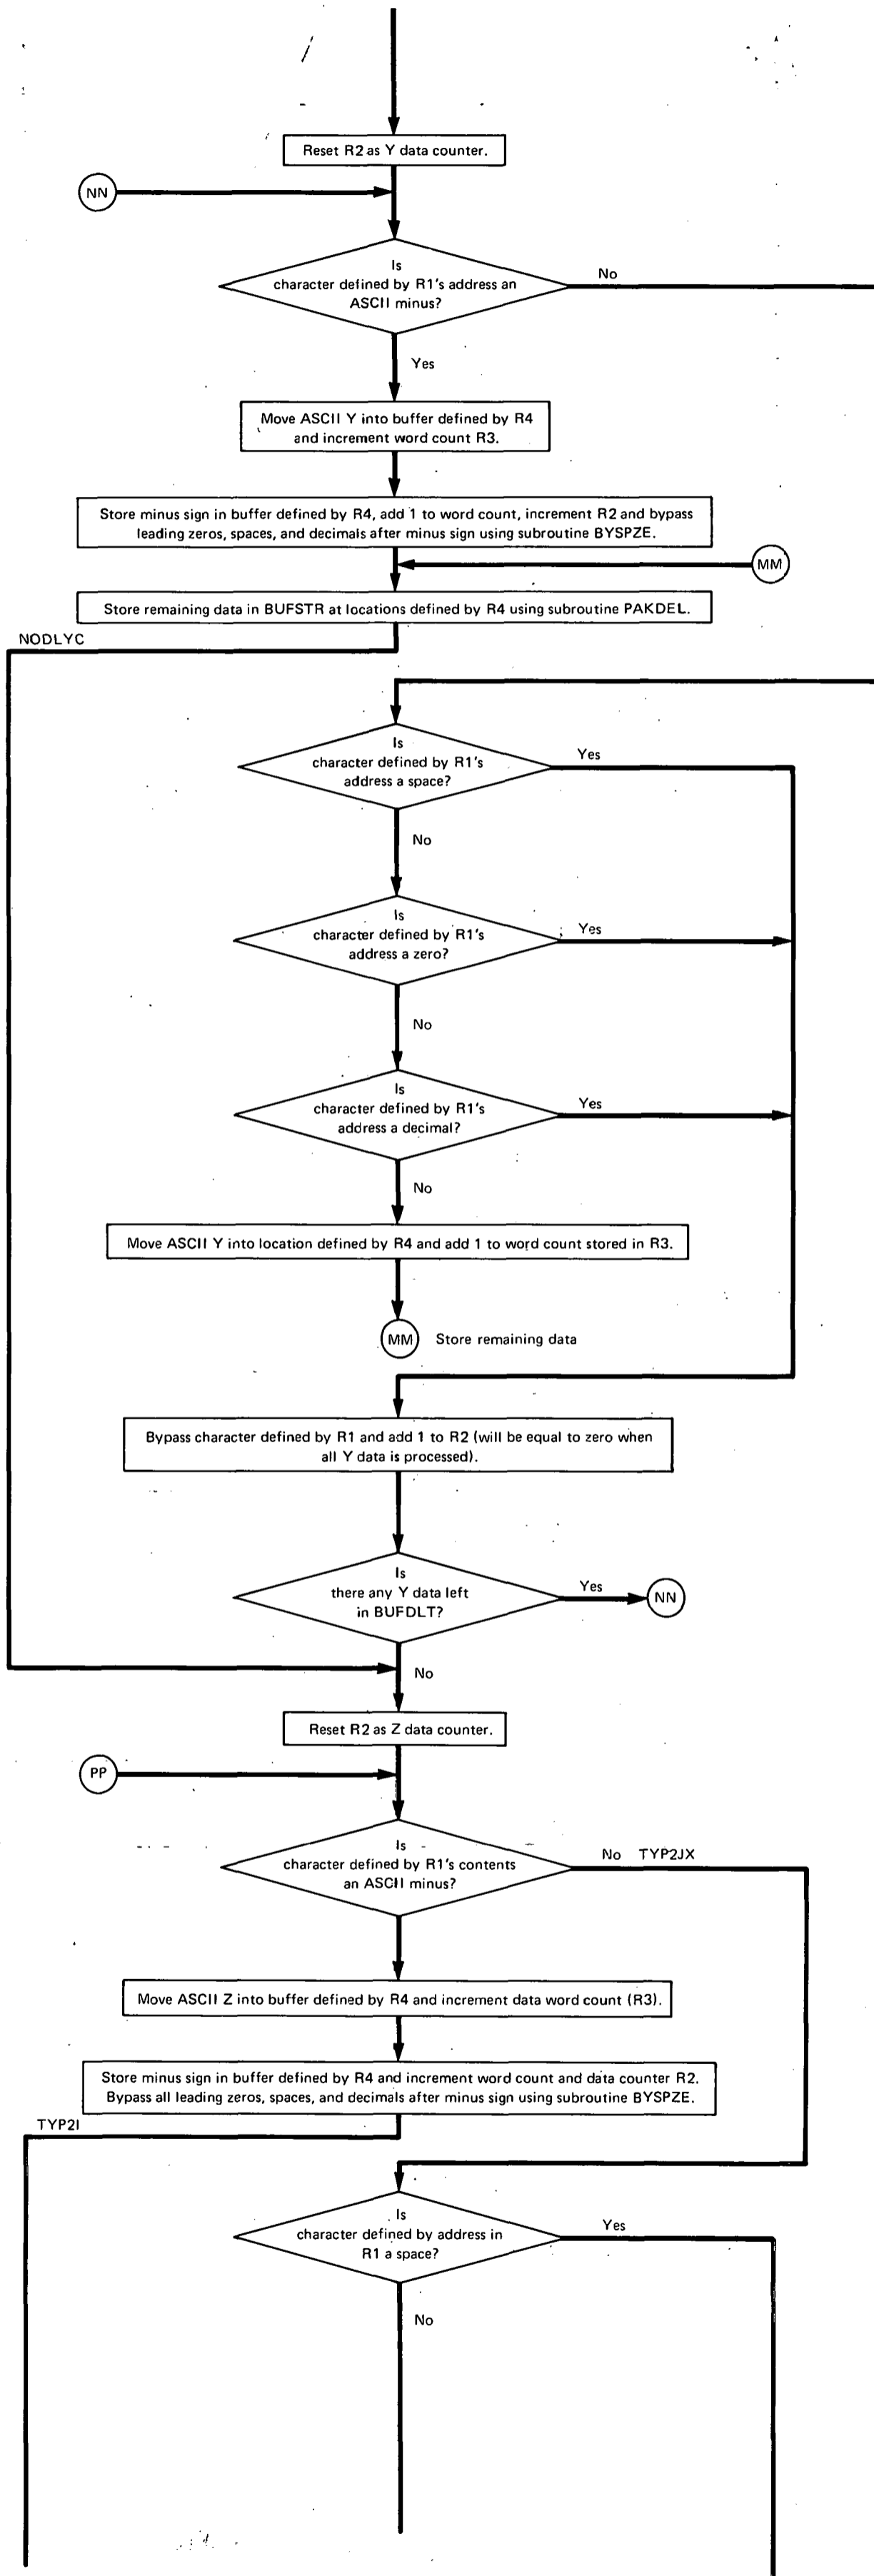 Reset R2 as Y data counter.
NN
Is
character defined by R1's address an
ASCII minus?
No
Yes
Move ASCII Y into buffer defined by R4
and increment word count R3.
Store minus sign in buffer defined by R4, add 1 to word count, increment R2 and bypass
leading zeros, spaces, and decimals after minus sign using subroutine BYSPZE.
MM
Store remaining data in BUFSTR at locations defined by R4 using subroutine PAKDEL.
NODLYC
Is
character defined by R1's
address a space?
Yes
No
Is
character defined by R1's
address a zero?
Yes
No
Is
character defined by R1's
address a decimal?
Yes
No
Move ASCII Y into location defined by R4 and add 1 to word count stored in R3.
MM Store remaining data
Bypass character defined by R1 and add 1 to R2 (will be equal to zero when
all Y data is processed).
Is
there any Y data left
in BUFDLT?
Yes
NN
No
Reset R2 as Z data counter.
PP
Is
character defined by R1's contents
an ASCII minus?
No TYP2JX
Move ASCII Z into buffer defined by R4 and increment data word count (R3).
Store minus sign in buffer defined by R4 and increment word count and data counter R2.
Bypass all leading zeros, spaces, and decimals after minus sign using subroutine BYSPZE.
TYP2I
Is
character defined by address in
R1 a space?
Yes
No